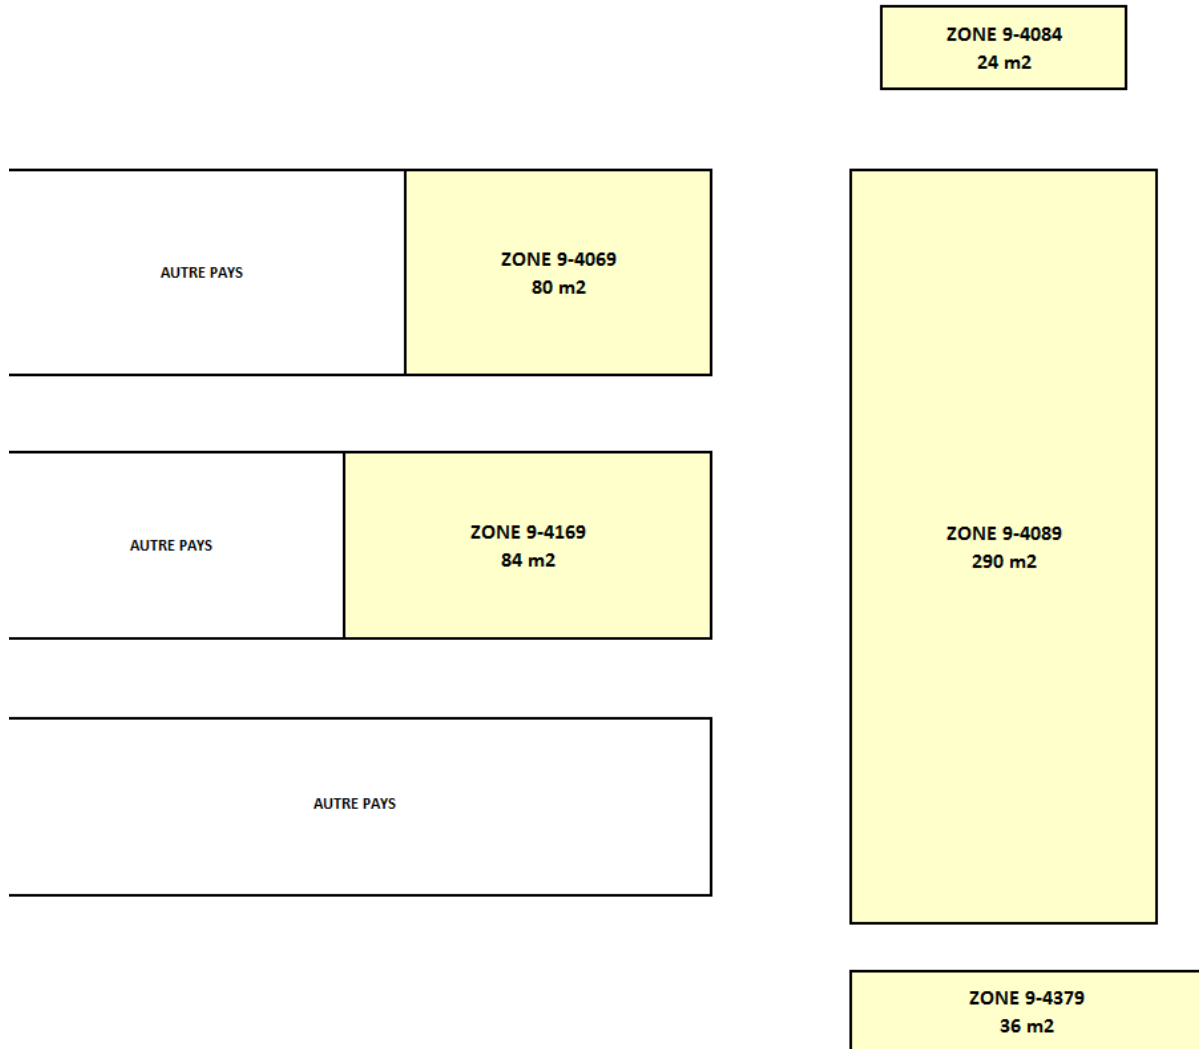 ZONE 9-4084
24 m2
AUTRE PAYS
ZONE 9-4069
80 m2
AUTRE PAYS
ZONE 9-4169
84 m2
ZONE 9-4089
290 m2
AUTRE PAYS
ZONE 9-4379
36 m2